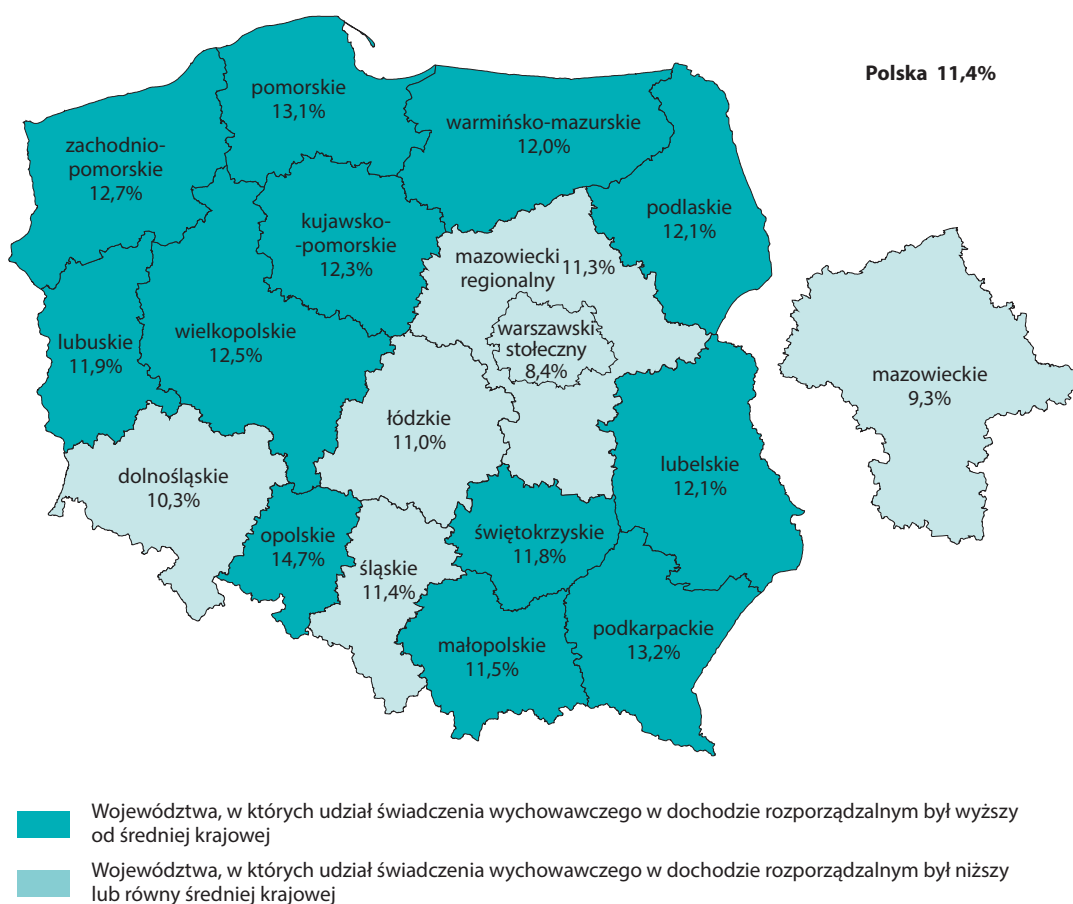 Polska 11,4%
pomorskie
13,1%
warmińsko-mazurskie
12,0%
zachodnio-
pomorskie
12,7%
podlaskie
12,1%
kujawsko-
-pomorskie
12,3%
mazowiecki
regionalny
11,3%
warszawski-
stołeczny
8,4%
lubuskie
11,9%
wielkopolskie
12,5%
mazowieckie
9,3%
łódzkie
11,0%
dolnośląskie
10,3%
lubelskie
12,1%
opolskie
14,7%
świętokrzyskie
11,8%
śląskie
11,4%
małopolskie
11,5%
podkarpackie
13,2%
Województwa, w których udział świadczenia wychowawczego w dochodzie rozporządzalnym był wyższy
od średniej krajowej
Województwa, w których udział świadczenia wychowawczego w dochodzie rozporządzalnym był niższy
lub równy średniej krajowej